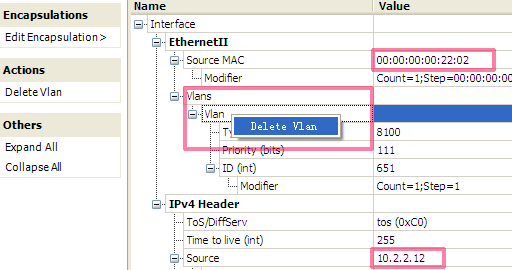 Encapsulations
Edit Encapsulation >
Actions
Delete Vlan
Others
Expand All
Collapse All
Name Value
Interface
EthernetII
Source MAC 00:00:00:00:22:02
Modifier Count=1;Step=00:00:00:00
Vlans
Vlan
Delete Vlan
8100
Priority (bits) 111
ID (int) 651
Modifier Count=1;Step=1
IPv4 Header
ToS/DiffServ tos (0xC0)
Time to live (int) 255
Source 10.2.2.12